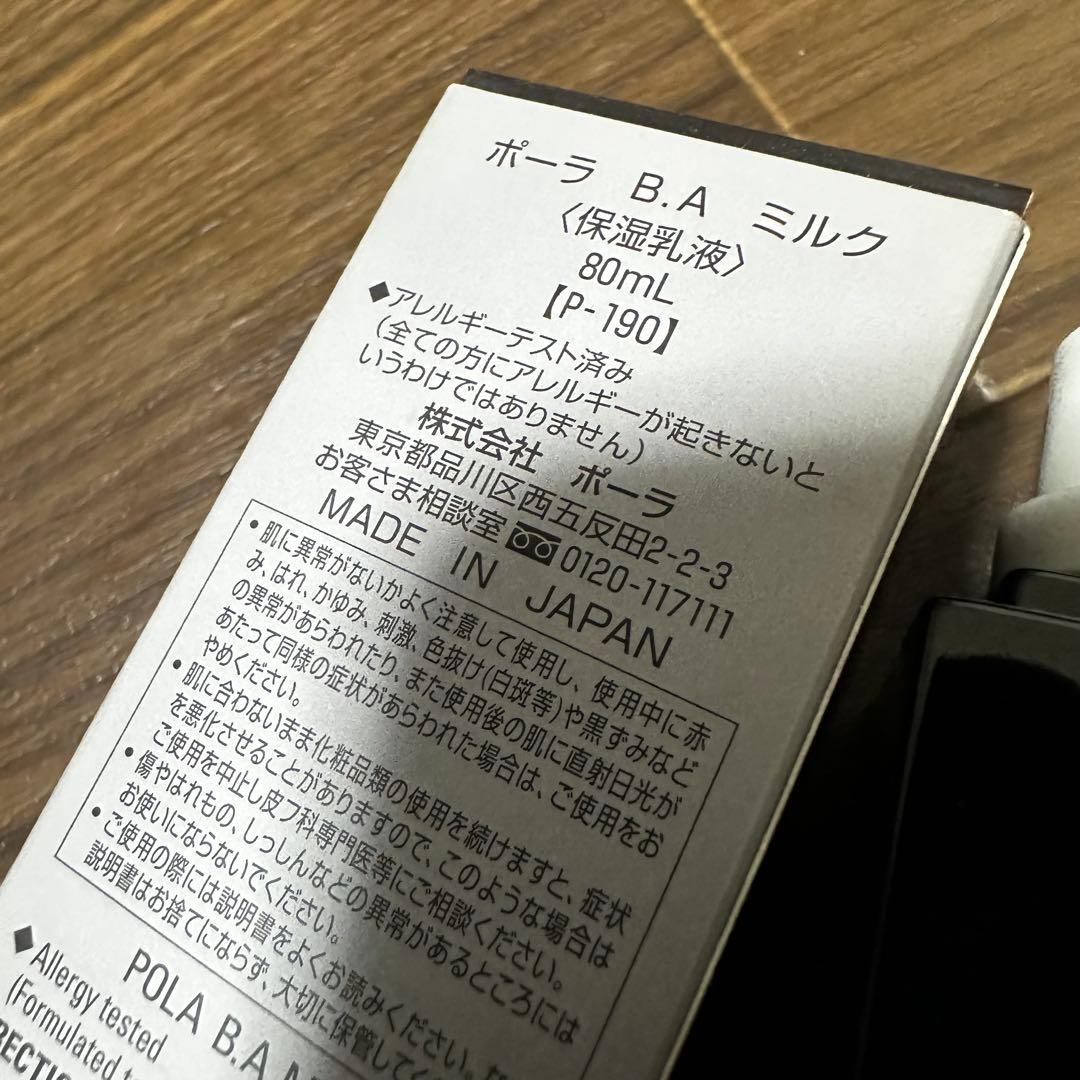 ポーラ B.A ミルク
〈保湿乳液〉
80mL
【P-190】
◆アレルギーテスト済み
（全ての方にアレルギーが起きないと
いうわけではありません）
株式会社 ポーラ
東京都品川区西五反田2-2-3
お客さま相談室 0120-117111
MADE IN JAPAN
・肌に異常がないかよく注意して使用し、使用中に赤
み、はれ、かゆみ、刺激、色抜け(白斑等)や黒ずみなど
の異常があらわれたり、また使用後の肌に直射日光が
あたって同様の症状があらわれた場合は、ご使用をお
やめください。
・肌に合わないまま化粧品類の使用を続けますと、症状
を悪化させることがありますので、このような場合は
ご使用を中止し皮フ科専門医等にご相談ください。
・傷やはれもの、しっしんなどの異常があるところには
お使いにならないでください。
・ご使用の際には説明書をよくお読みください。
説明書はお捨てにならず、大切に保管して
POLA B.A
◆Allergy tested
(Formulated